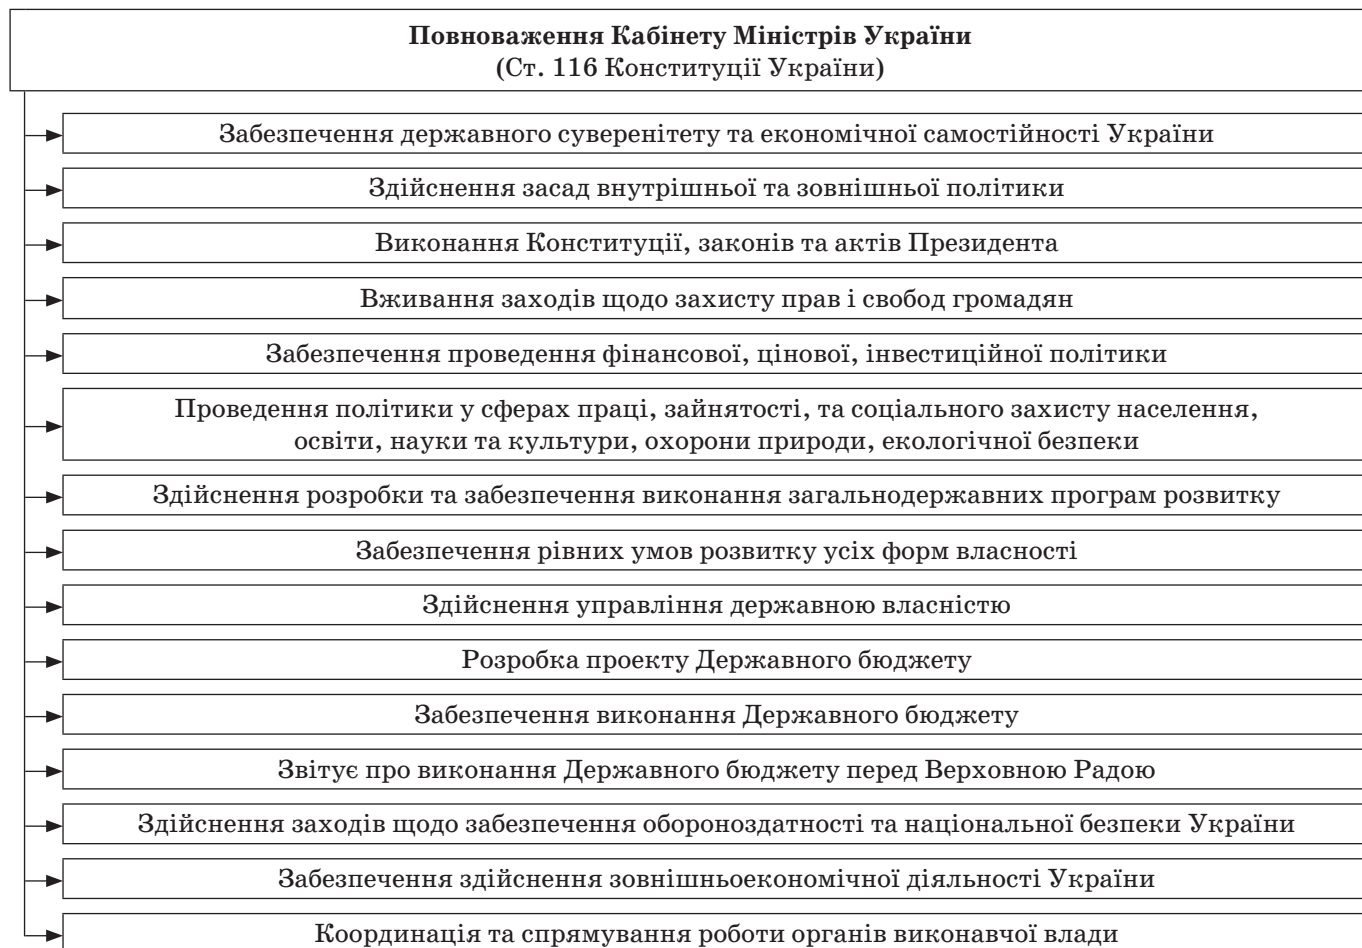 Повноваження Кабінету Міністрів України
(Ст. 116 Конституції України)
Забезпечення державного суверенітету та економічної самостійності України
Здійснення засад внутрішньої та зовнішньої політики
Виконання Конституції, законів та актів Президента
Вживання заходів щодо захисту прав і свобод громадян
Забезпечення проведення фінансової, цінової, інвестиційної політики
Проведення політики у сферах праці, зайнятості, та соціального захисту населення,
освіти, науки та культури, охорони природи, екологічної безпеки
Здійснення розробки та забезпечення виконання загальнодержавних програм розвитку
Забезпечення рівних умов розвитку усіх форм власності
Здійснення управління державною власністю
Розробка проекту Державного бюджету
Забезпечення виконання Державного бюджету
Звітує про виконання Державного бюджету перед Верховною Радою
Здійснення заходів щодо забезпечення обороноздатності та національної безпеки України
Забезпечення здійснення зовнішньоекономічної діяльності України
Координація та спрямування роботи органів виконавчої влади